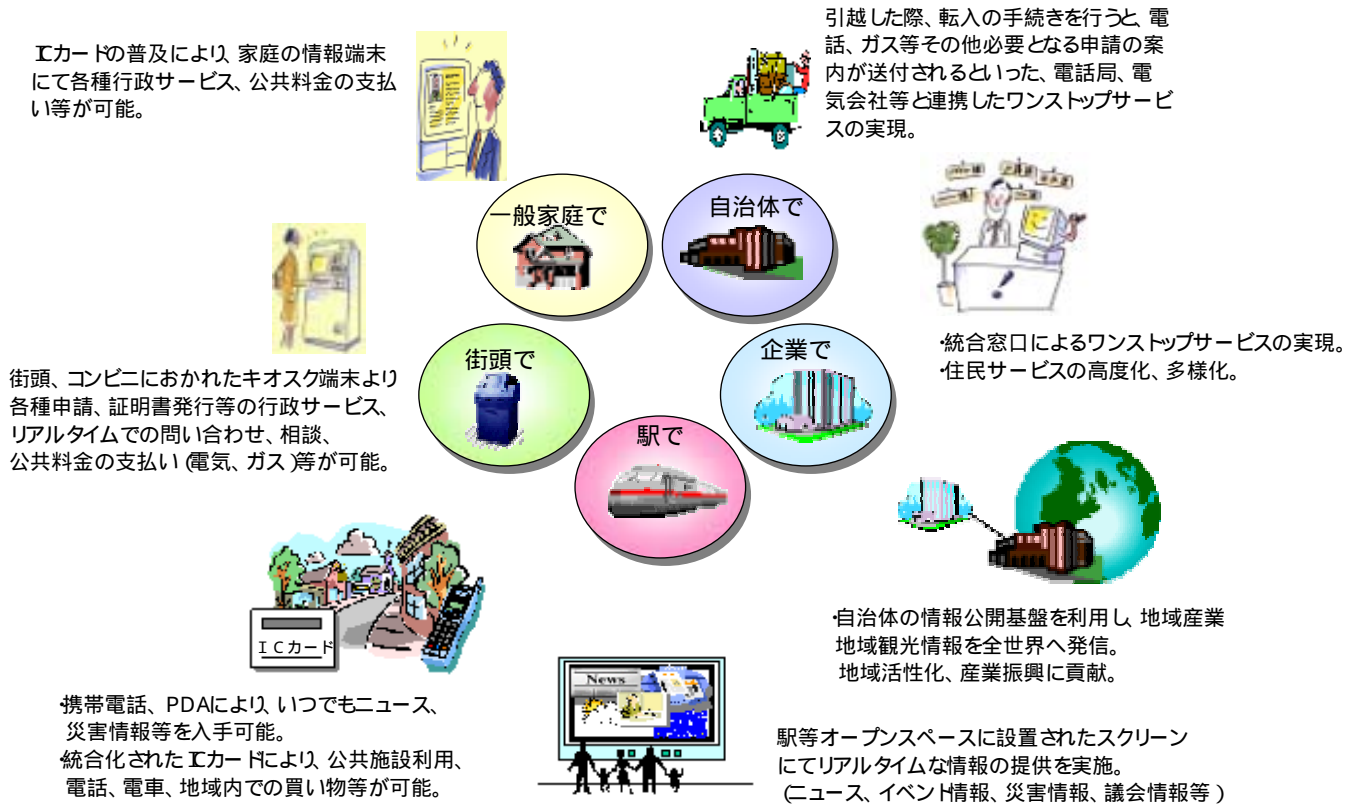 ICカードの普及により、家庭の情報端末
にて各種行政サービス、公共料金の支払
い等が可能。
引越した際、転入の手続きを行うと、電
話、ガス等その他必要となる申請の案
内が送付されるといった、電話局、電
気会社等と連携したワンストップサービ
スの実現。
一般家庭で
自治体で
街頭で
企業で
駅で
・統合窓口によるワンストップサービスの実現。
・住民サービスの高度化、多様化。
街頭、コンビニにおかれたキオスク端末より
各種申請、証明書発行等の行政サービス、
リアルタイムでの問い合わせ、相談、
公共料金の支払い(電気、ガス)等が可能。
ICカード
・自治体の情報公開基盤を利用し、地域産業
地域観光情報を全世界へ発信。
地域活性化、産業振興に貢献。
News
・携帯電話、PDAにより、いつでもニュース、
災害情報等を入手可能。
・統合化されたICカードにより、公共施設利用、
電話、電車、地域内での買い物等が可能。
駅等オープンスペースに設置されたスクリーン
にてリアルタイムな情報の提供を実施。
(ニュース、イベント情報、災害情報、議会情報等)